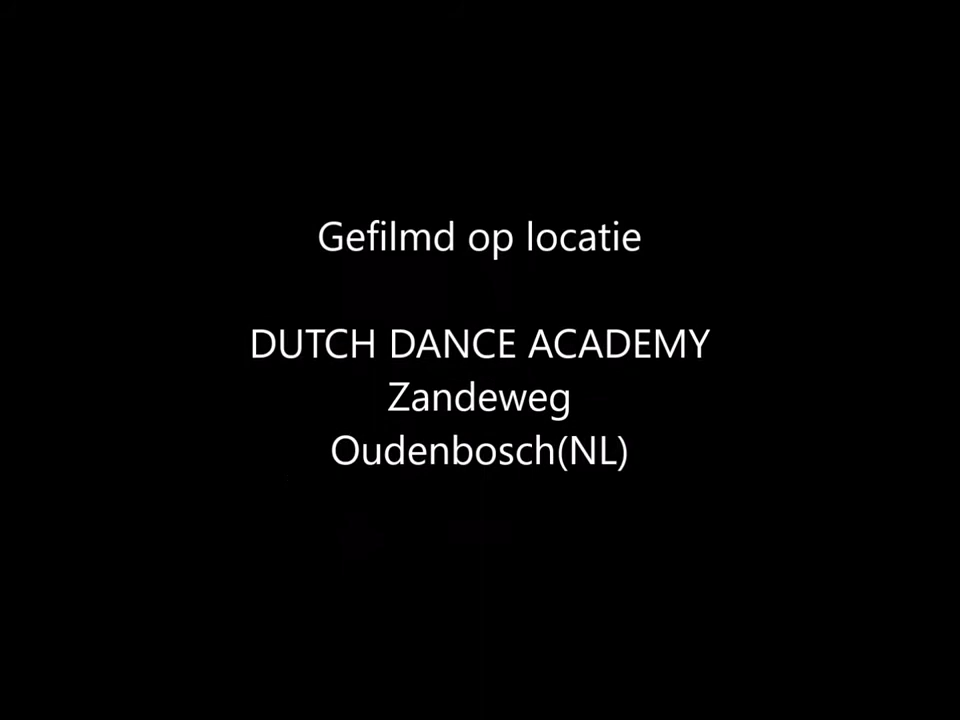 Gefilmd op locatie
DUTCH DANCE ACADEMY
Zandeweg
Oudenbosch(NL)